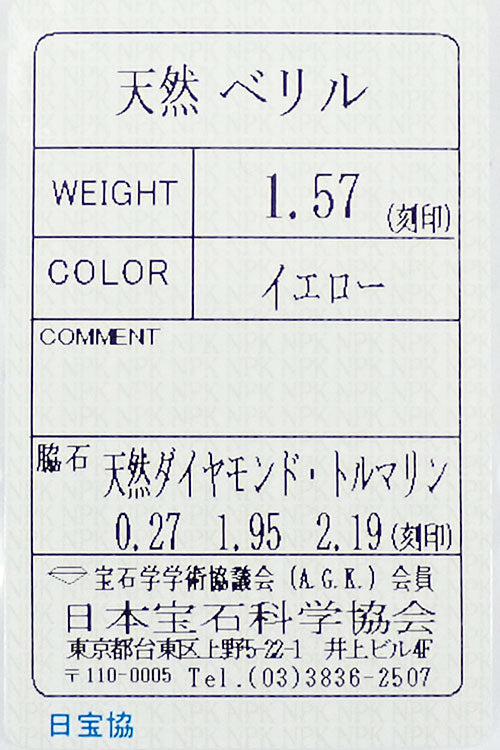 天然 ベリル
WEIGHT 1.57 (刻印)
COLOR イエロー
COMMENT
脇石 天然ダイヤモンド・トルマリン
0.27 1.95 2.19 (刻印)
宝石学学術協議会 (A.G.K.) 会員
日本宝石科学協会
東京都台東区上野5-22-1 井上ビル4F
〒110-0005 Tel.(03)3836-2507
日宝協